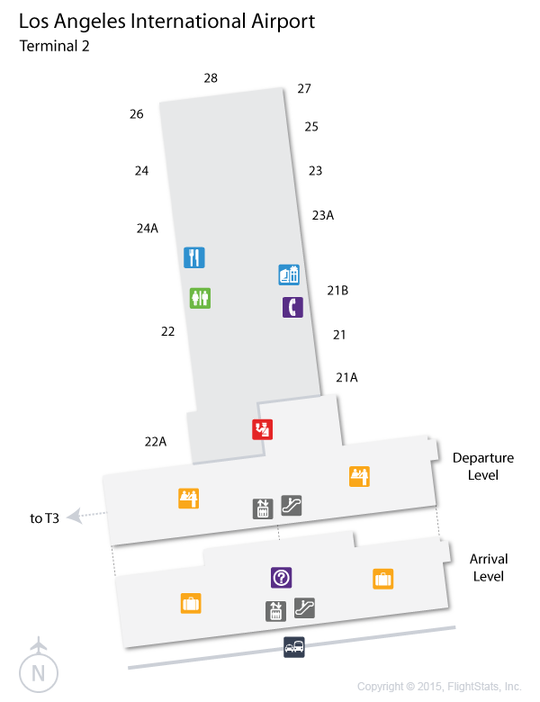 Los Angeles International Airport
Terminal 2
28
27
26
25
24
23
23A
24A
21B
22
21
21A
22A
Departure
Level
to T3
Arrival
Level
?
N
Copyright © 2015, FlightStats, Inc.